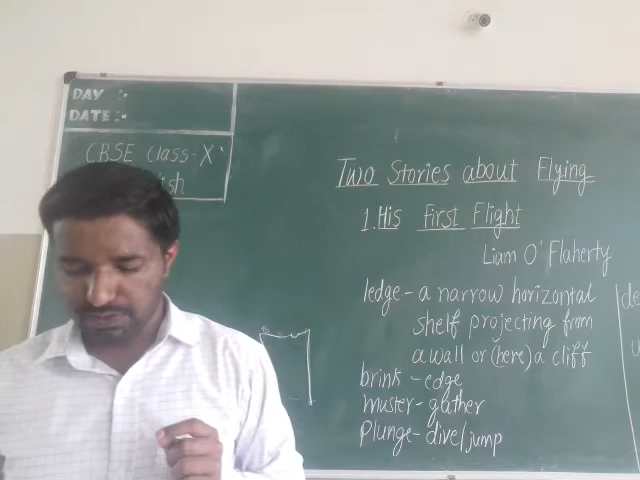 DAY :-
DATE :-
CBSE Class-X
Two Stories about Flying
1. His First Flight
Liam O'Flaherty
ledge - a narrow horizontal
shelf projecting from
a wall or (here) a cliff
brink - edge
muster - gather
Plunge - dive/jump